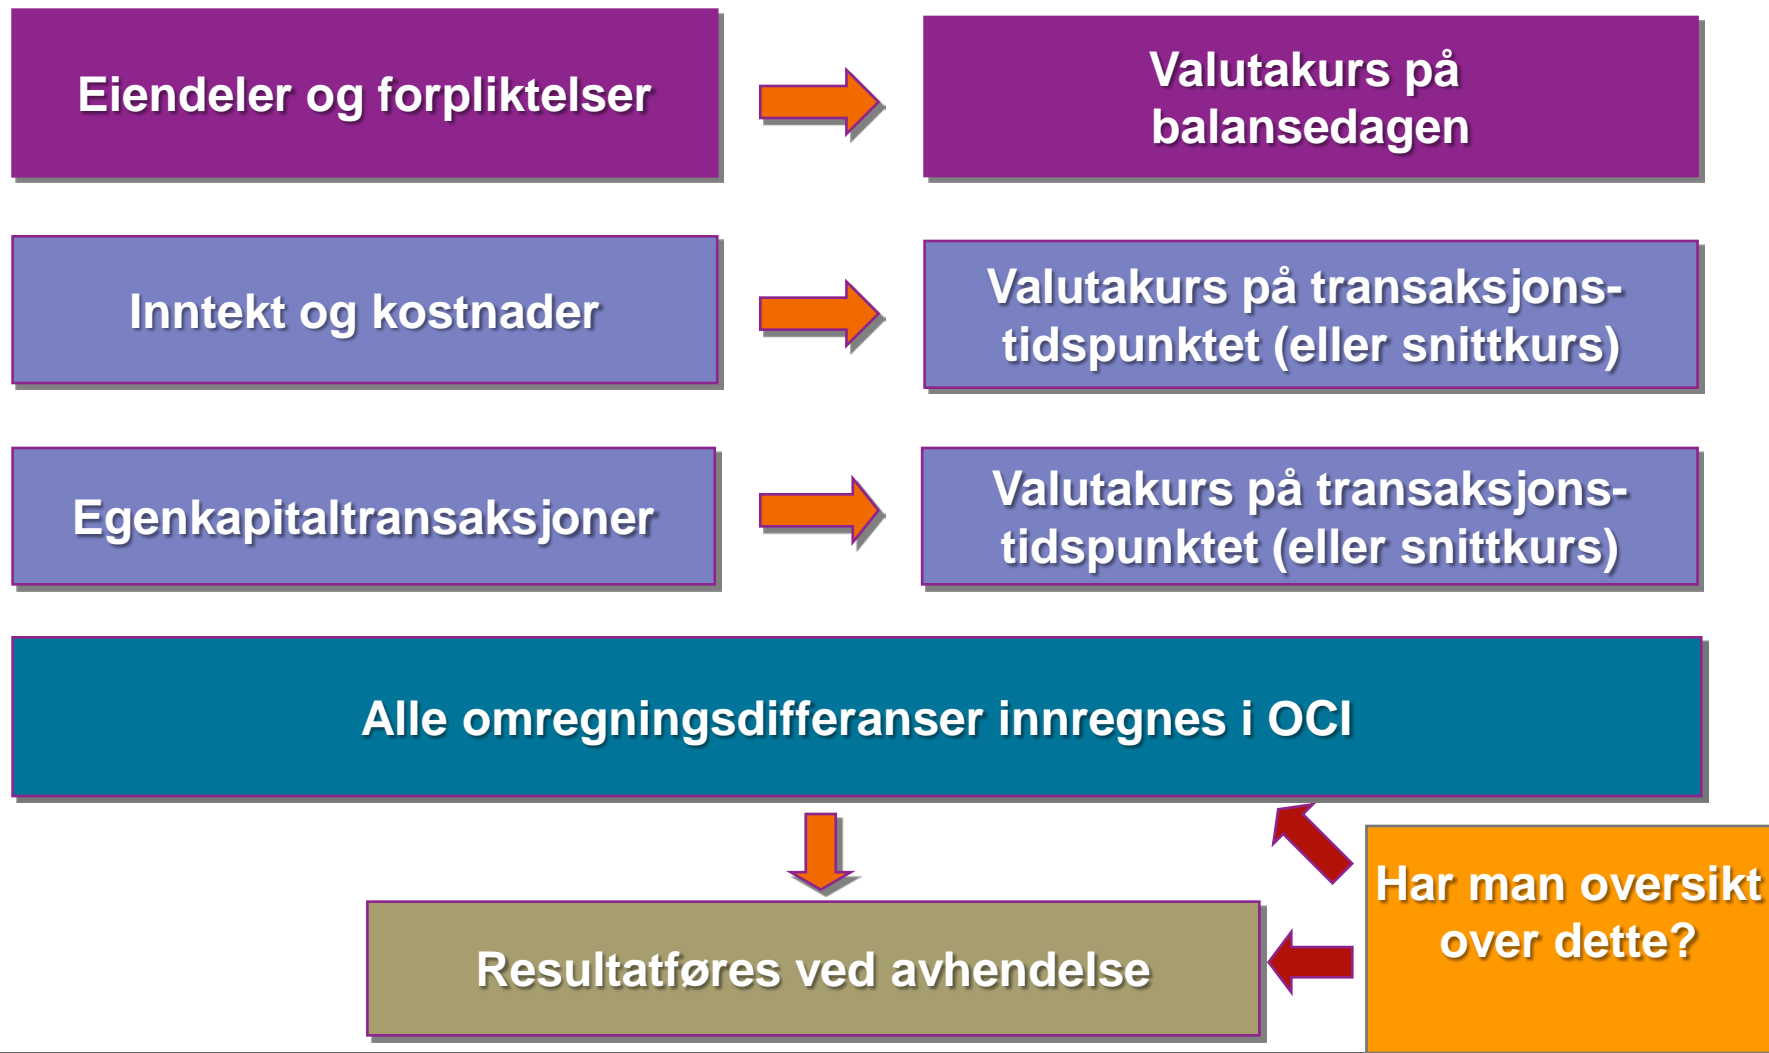 Eiendeler og forpliktelser
Valutakurs på
balansedagen
Inntekt og kostnader
Valutakurs på transaksjons-
tidspunktet (eller snittkurs)
Egenkapitaltransaksjoner
Valutakurs på transaksjons-
tidspunktet (eller snittkurs)
Alle omregningsdifferanser innregnes i OCI
Har man oversikt
over dette?
Resultatføres ved avhendelse